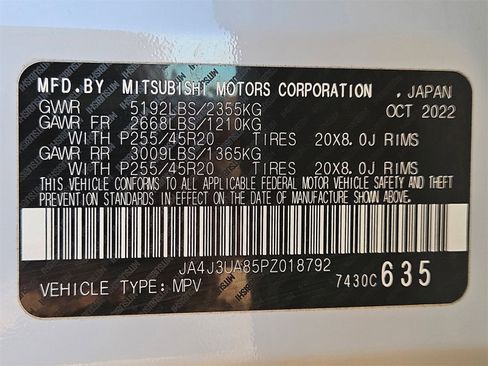 MFD.BY MITSUBISHI MOTORS CORPORATION , JAPAN
GVWR 5192LBS/2355KG OCT 2022
GAWR FR 2668LBS/1210KG
WITH P255/45R20 TIRES 20X8.0J RIMS
GAWR RR 3009LBS/1365KG
WITH P255/45R20 TIRES 20X8.0J RIMS
THIS VEHICLE CONFORMS TO ALL APPLICABLE FEDERAL MOTOR VEHICLE SAFETY AND THEFT
PREVENTION STANDARDS IN EFFECT ON THE DATE OF MANUFACTURE SHOWN ABOVE.
JA4J3UA85PZ018792
VEHICLE TYPE: MPV 7430C 635